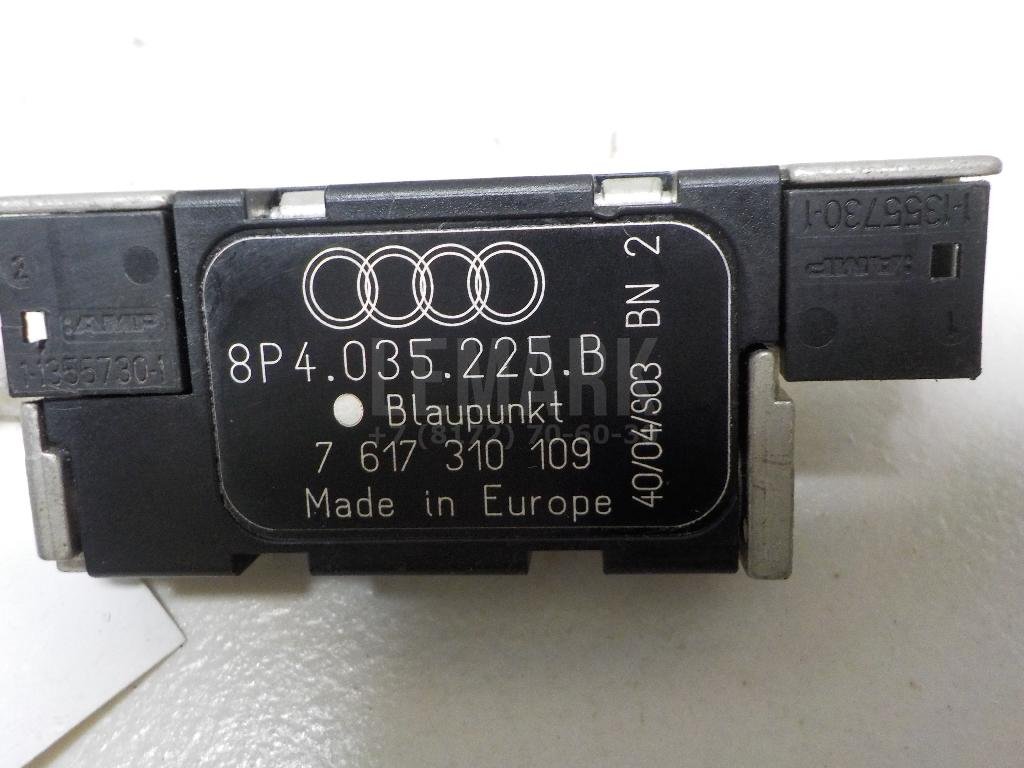 8P4.035.225.B
Blaupunkt
7 617 310 109
Made in Europe
40/04/S03 BN 2
2
AMP
1-1355730-1
1-1355730-1
AMP
1
LEMARK